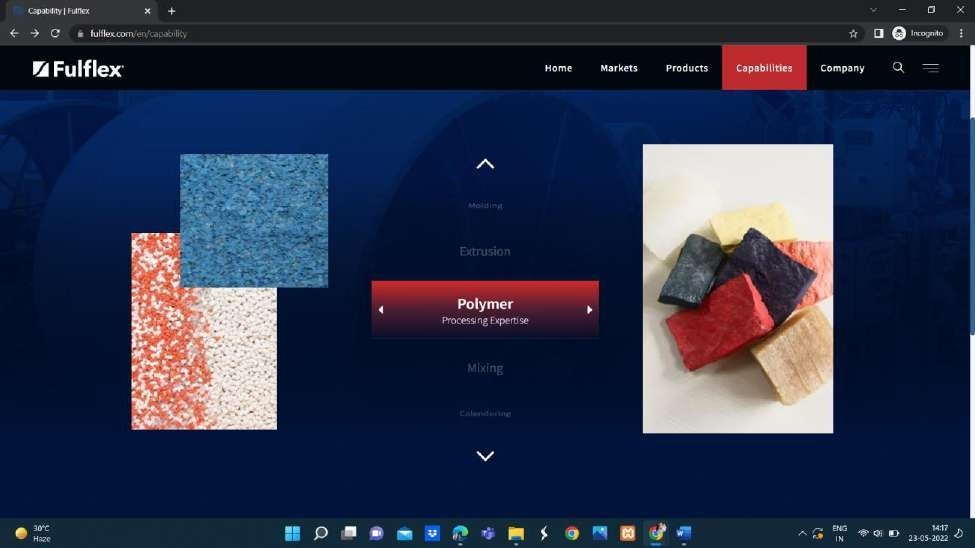 Capability | Fulflex
fulflex.com/en/capability
Incognito
Fulflex
Home Markets Products Capabilities Company
Molding
Extrusion
Polymer
Processing Expertise
Mixing
Calendering
30°C
Haze
ENG
IN
14:17
23-05-2022